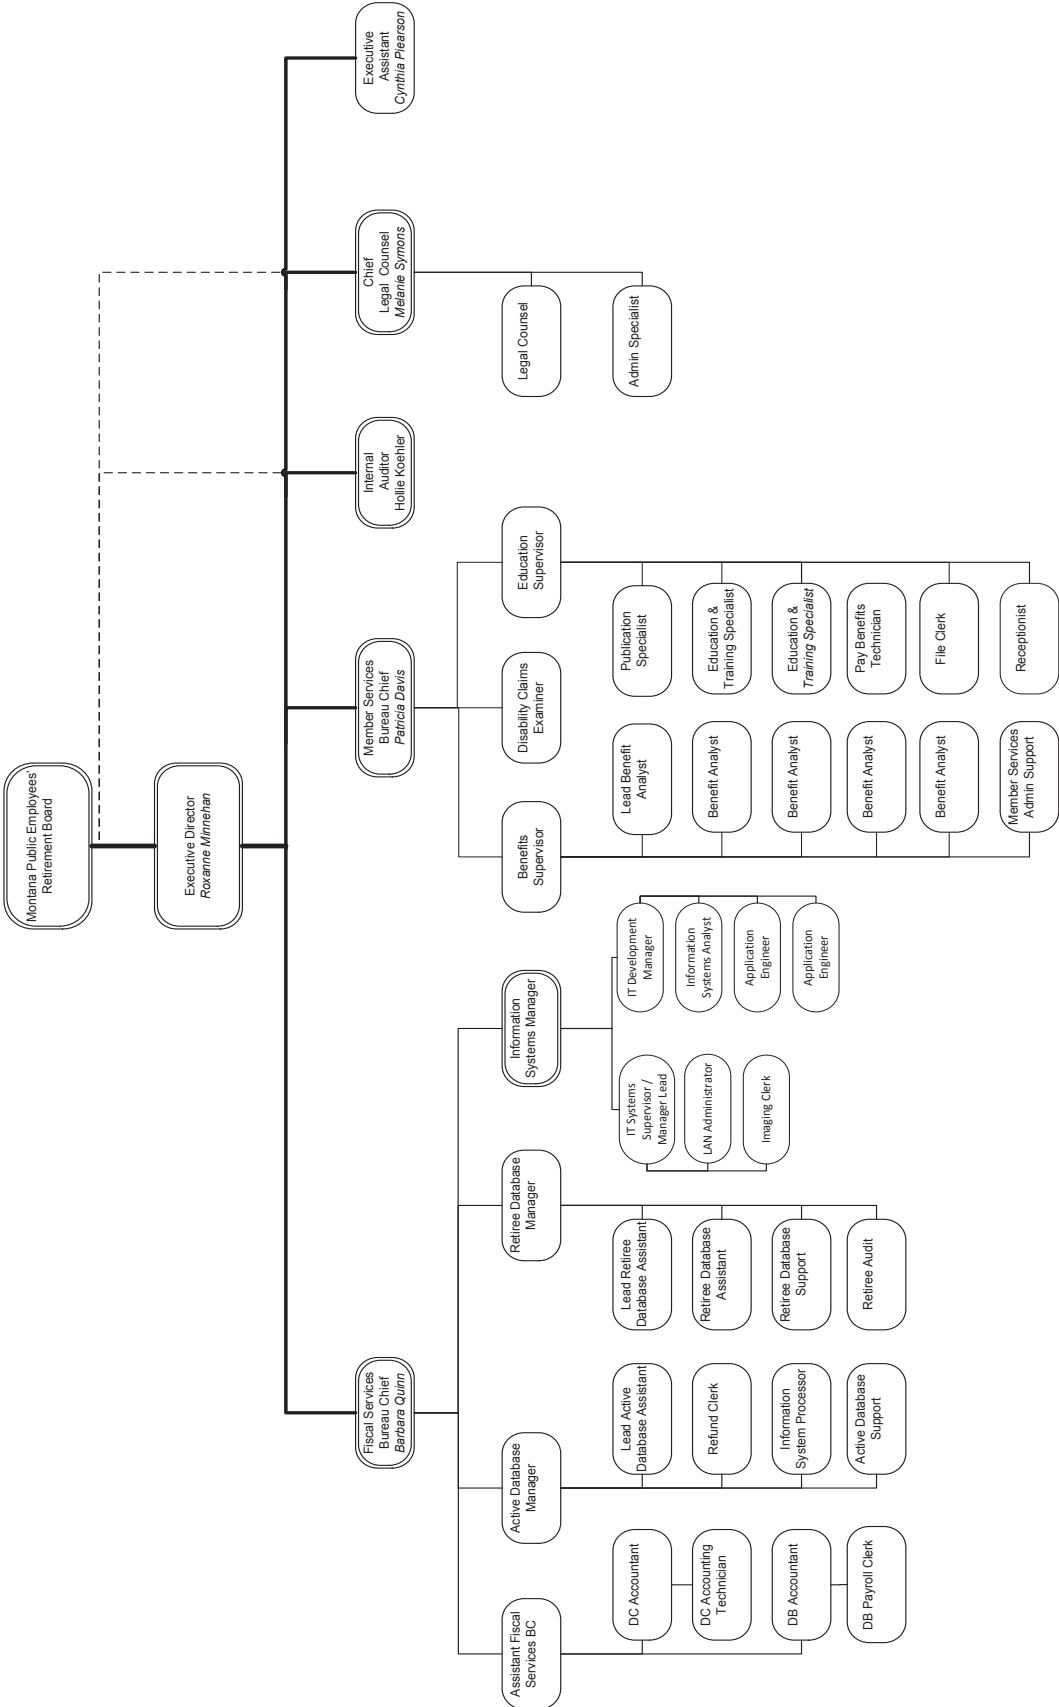 Montana Public Employees'
Retirement Board
Executive Director
Roxanne Minnehan
Fiscal Services
Bureau Chief
Barbara Quinn
Member Services
Bureau Chief
Patricia Davis
Internal
Auditor
Hollie Koehler
Chief
Legal Counsel
Melanie Symons
Executive
Assistant
Cynthia Piearson
Assistant Fiscal
Services BC
Active Database
Manager
Retiree Database
Manager
Information
Systems Manager
Benefits
Supervisor
Disability Claims
Examiner
Education
Supervisor
Legal Counsel
Admin Specialist
DC Accountant
DC Accounting
Technician
DB Accountant
DB Payroll Clerk
Lead Active
Database Assistant
Refund Clerk
Information
System Processor
Active Database
Support
Lead Retiree
Database Assistant
Retiree Database
Assistant
Retiree Database
Support
Retiree Audit
IT Systems
Supervisor /
Manager Lead
LAN Administrator
Imaging Clerk
IT Development
Manager
Information
Systems Analyst
Application
Engineer
Application
Engineer
Lead Benefit
Analyst
Benefit Analyst
Benefit Analyst
Benefit Analyst
Benefit Analyst
Member Services
Admin Support
Publication
Specialist
Education &
Training Specialist
Education &
Training Specialist
Pay Benefits
Technician
File Clerk
Receptionist